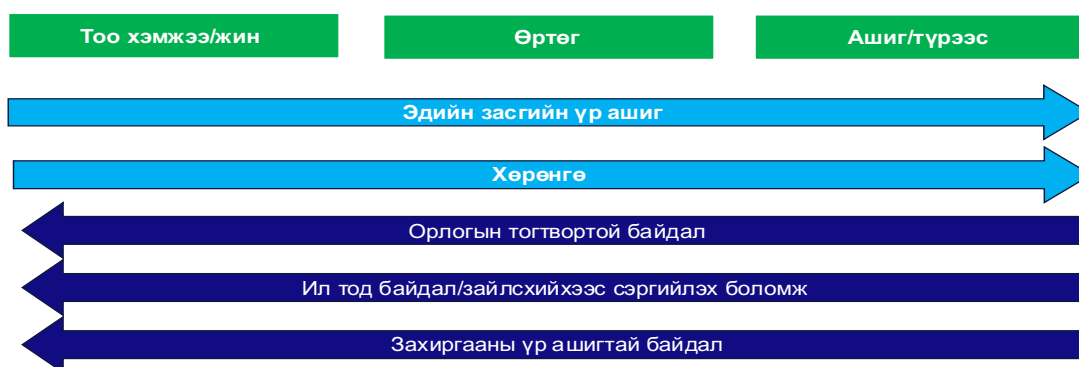 Тоо хэмжээ/жин
Өртөг
Ашиг/түрээс
Эдийн засгийн үр ашиг
Хөрөнгө
Орлогын тогтвортой байдал
Ил тод байдал/зайлсхийхээс сэргийлэх боломж
Захиргааны үр ашигтай байдал